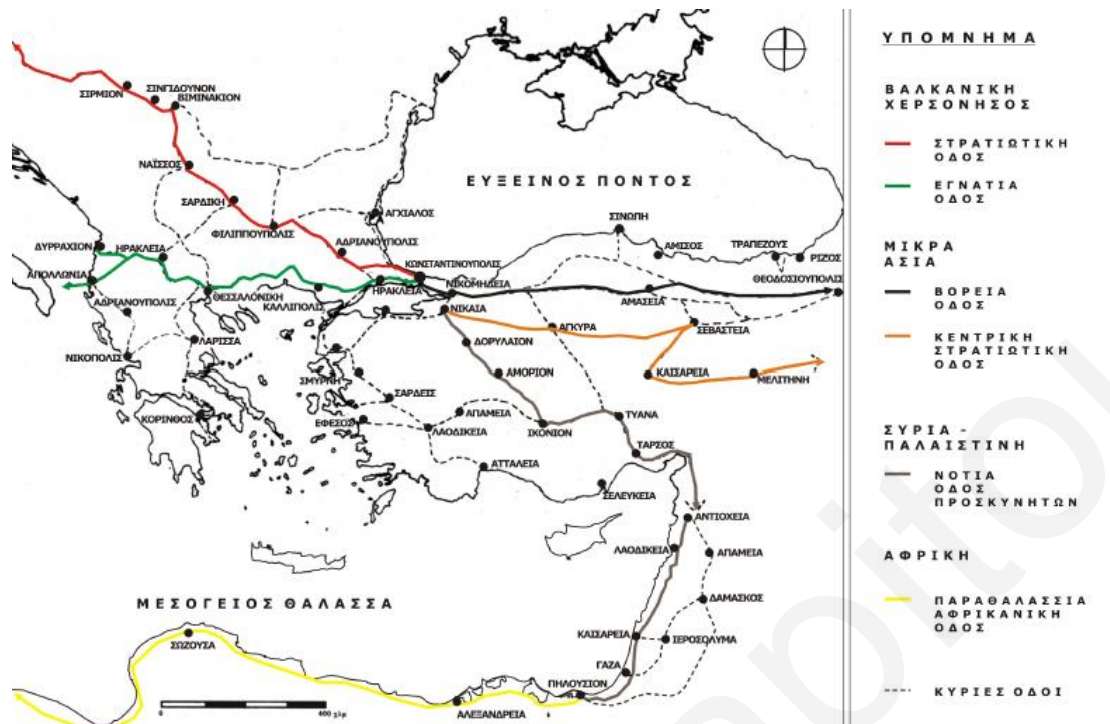 ΣΙΡΜΙΟΝ
ΣΙΝΓΙΔΟΥΝΟΝ
ΒΙΜΙΝΑΚΙΟΝ
ΝΑΪΣΣΟΣ
ΕΥΞΕΙΝΟΣ ΠΟΝΤΟΣ
ΣΑΡΔΙΚΗ
ΑΓΧΙΑΛΟΣ
ΦΙΛΙΠΠΟΥΠΟΛΙΣ
ΣΙΝΩΠΗ
ΔΥΡΡΑΧΙΟΝ
ΗΡΑΚΛΕΙΑ
ΑΔΡΙΑΝΟΥΠΟΛΙΣ
ΑΜΙΣΟΣ
ΤΡΑΠΕΖΟΥΣ
ΡΙΖΟΣ
ΚΩΝΣΤΑΝΤΙΝΟΥΠΟΛΙΣ
ΑΠΟΛΛΩΝΙΑ
ΝΙΚΟΜΗΔΕΙΑ
ΘΕΟΔΟΣΙΟΥΠΟΛΙΣ
ΗΡΑΚΛΕΙΑ
ΑΔΡΙΑΝΟΥΠΟΛΙΣ
ΘΕΣΣΑΛΟΝΙΚΗ
ΚΑΛΛΙΠΟΛΙΣ
ΝΙΚΑΙΑ
ΑΜΑΣΕΙΑ
ΑΓΚΥΡΑ
ΣΕΒΑΣΤΕΙΑ
ΛΑΡΙΣΣΑ
ΔΟΡΥΛΑΙΟΝ
ΝΙΚΟΠΟΛΙΣ
ΑΜΟΡΙΟΝ
ΚΑΙΣΑΡΕΙΑ
ΜΕΛΙΤΗΝΗ
ΣΜΥΡΝΗ
ΣΑΡΔΕΙΣ
ΚΟΡΙΝΘΟΣ
ΕΦΕΣΟΣ
ΑΠΑΜΕΙΑ
ΛΑΟΔΙΚΕΙΑ
ΙΚΟΝΙΟΝ
ΤΥΑΝΑ
ΤΑΡΣΟΣ
ΑΤΤΑΛΕΙΑ
ΣΕΛΕΥΚΕΙΑ
ΑΝΤΙΟΧΕΙΑ
ΛΑΟΔΙΚΕΙΑ
ΑΠΑΜΕΙΑ
ΔΑΜΑΣΚΟΣ
ΜΕΣΟΓΕΙΟΣ ΘΑΛΑΣΣΑ
ΣΩΖΟΥΣΑ
ΚΑΙΣΑΡΕΙΑ
ΙΕΡΟΣΟΛΥΜΑ
ΓΑΖΑ
ΠΗΛΟΥΣΙΟΝ
ΑΛΕΞΑΝΔΡΕΙΑ
400 χλμ
ΥΠΟΜΝΗΜΑ
ΒΑΛΚΑΝΙΚΗ
ΧΕΡΣΟΝΗΣΟΣ
ΣΤΡΑΤΙΩΤΙΚΗ
ΟΔΟΣ
ΕΓΝΑΤΙΑ
ΟΔΟΣ
ΜΙΚΡΑ
ΑΣΙΑ
ΒΟΡΕΙΑ
ΟΔΟΣ
ΚΕΝΤΡΙΚΗ
ΣΤΡΑΤΙΩΤΙΚΗ
ΟΔΟΣ
ΣΥΡΙΑ -
ΠΑΛΑΙΣΤΙΝΗ
ΝΟΤΙΑ
ΟΔΟΣ
ΠΡΟΣΚΥΝΗΤΩΝ
ΑΦΡΙΚΗ
ΠΑΡΑΘΑΛΑΣΣΙΑ
ΑΦΡΙΚΑΝΙΚΗ
ΟΔΟΣ
ΚΥΡΙΕΣ ΟΔΟΙ